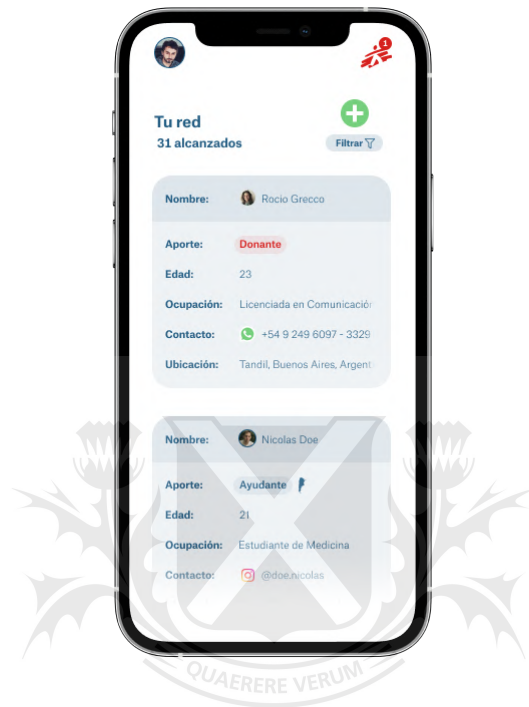 1
Tu red
31 alcanzados
Filtrar
Nombre: Rocio Grecco
Aporte: Donante
Edad: 23
Ocupación: Licenciada en Comunicación
Contacto: +54 9 249 6097 - 3329
Ubicación: Tandil, Buenos Aires, Argent
Nombre: Nicolas Doe
Aporte: Ayudante
Edad: 21
Ocupación: Estudiante de Medicina
Contacto: @doe.nicolas
QUAERERE VERUM